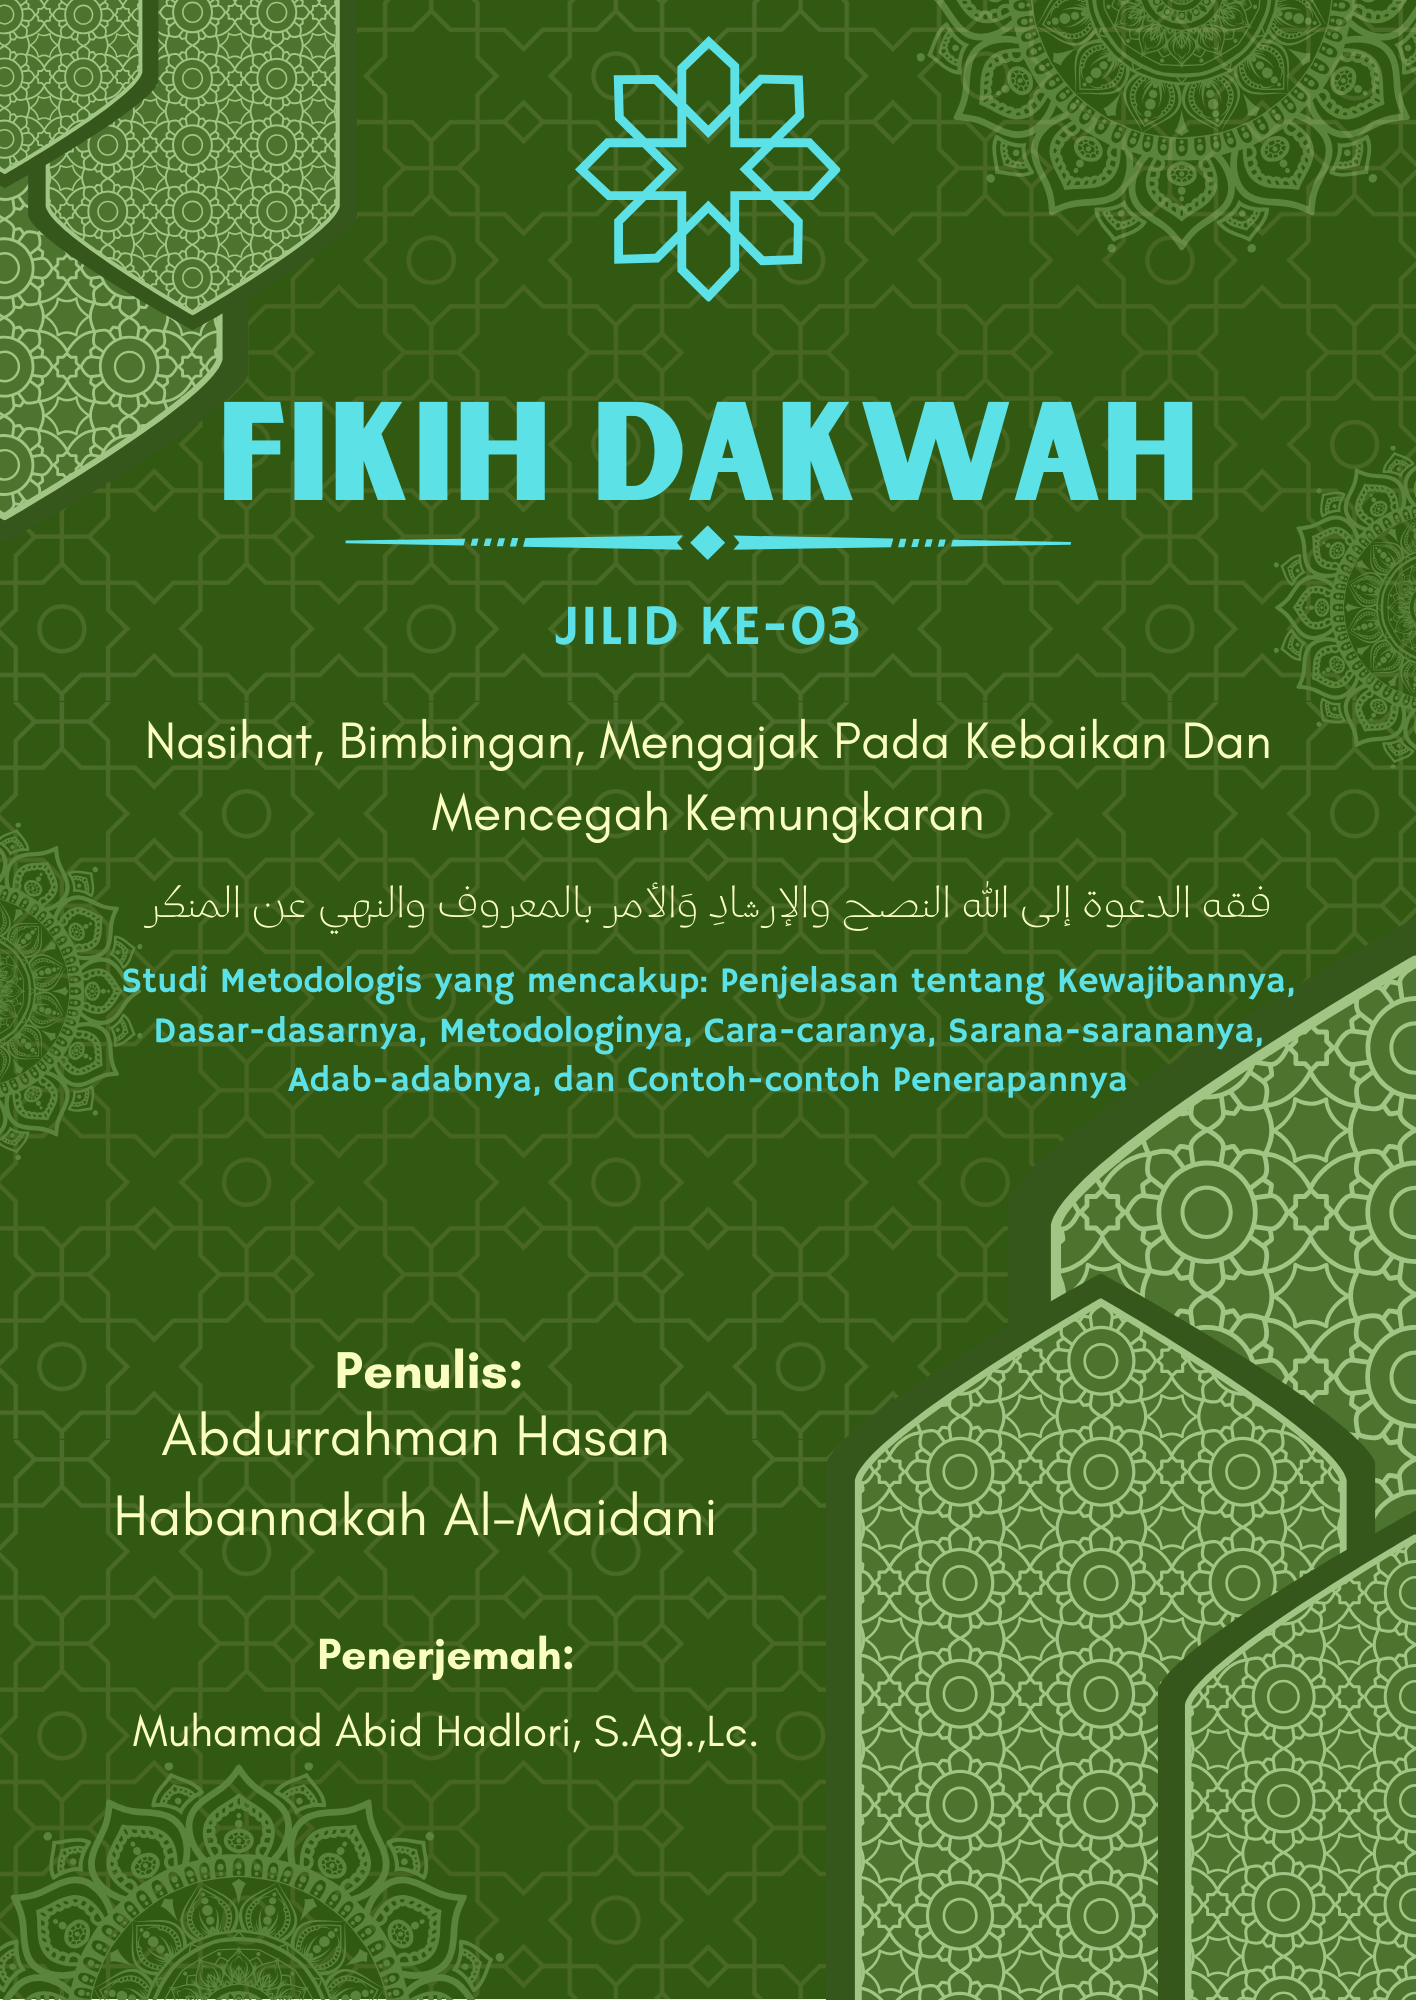 FIKIH DAKWAH
JILID KE-03
Nasihat, Bimbingan, Mengajak Pada Kebaikan Dan
Mencegah Kemungkaran
فقه الدعوة إلى الله النصح والإرشادِ وَالأمر بالمعروف والنهي عن المنكر
Studi Metodologis yang mencakup: Penjelasan tentang Kewajibannya,
Dasar-dasarnya, Metodologinya, Cara-caranya, Sarana-sarananya,
Adab-adabnya, dan Contoh-contoh Penerapannya
Penulis:
Abdurrahman Hasan
Habannakah Al-Maidani
Penerjemah:
Muhamad Abid Hadlori, S.Ag.,Lc.